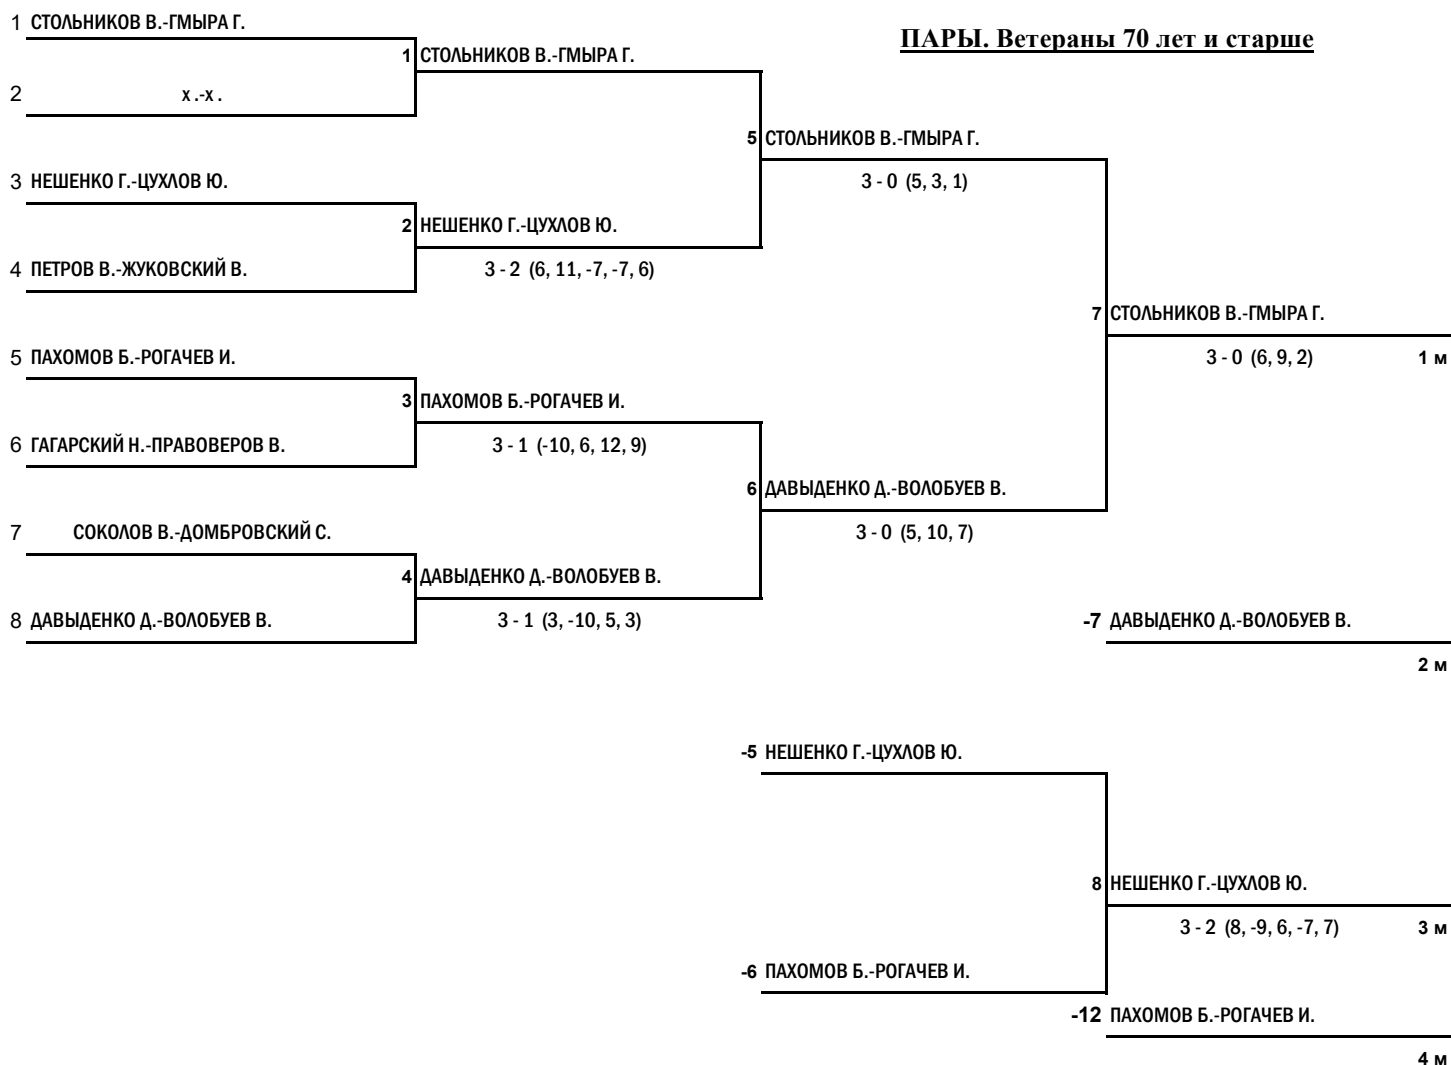 1 СТОЛЬНИКОВ В.-ГМЫРА Г.
ПАРЫ. Ветераны 70 лет и старше
1 СТОЛЬНИКОВ В.-ГМЫРА Г.
2 х .-х .
5 СТОЛЬНИКОВ В.-ГМЫРА Г.
3 НЕШЕНКО Г.-ЦУХЛОВ Ю.
3 - 0 (5, 3, 1)
2 НЕШЕНКО Г.-ЦУХЛОВ Ю.
4 ПЕТРОВ В.-ЖУКОВСКИЙ В.
3 - 2 (6, 11, -7, -7, 6)
7 СТОЛЬНИКОВ В.-ГМЫРА Г.
5 ПАХОМОВ Б.-РОГАЧЕВ И.
3 - 0 (6, 9, 2) 1 м
3 ПАХОМОВ Б.-РОГАЧЕВ И.
6 ГАГАРСКИЙ Н.-ПРАВОВЕРОВ В.
3 - 1 (-10, 6, 12, 9)
6 ДАВЫДЕНКО Д.-ВОЛОБУЕВ В.
7 СОКОЛОВ В.-ДОМБРОВСКИЙ С.
3 - 0 (5, 10, 7)
4 ДАВЫДЕНКО Д.-ВОЛОБУЕВ В.
8 ДАВЫДЕНКО Д.-ВОЛОБУЕВ В.
3 - 1 (3, -10, 5, 3)
-7 ДАВЫДЕНКО Д.-ВОЛОБУЕВ В.
2 м
-5 НЕШЕНКО Г.-ЦУХЛОВ Ю.
8 НЕШЕНКО Г.-ЦУХЛОВ Ю.
3 - 2 (8, -9, 6, -7, 7) 3 м
-6 ПАХОМОВ Б.-РОГАЧЕВ И.
-12 ПАХОМОВ Б.-РОГАЧЕВ И.
4 м